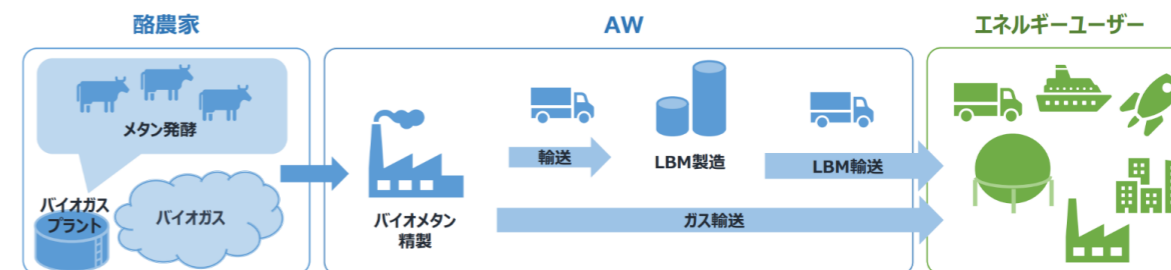 酪農家
AW
エネルギーユーザー
メタン発酵
バイオガス
プラント
バイオガス
バイオメタン
精製
輸送
LBM製造
LBM輸送
ガス輸送